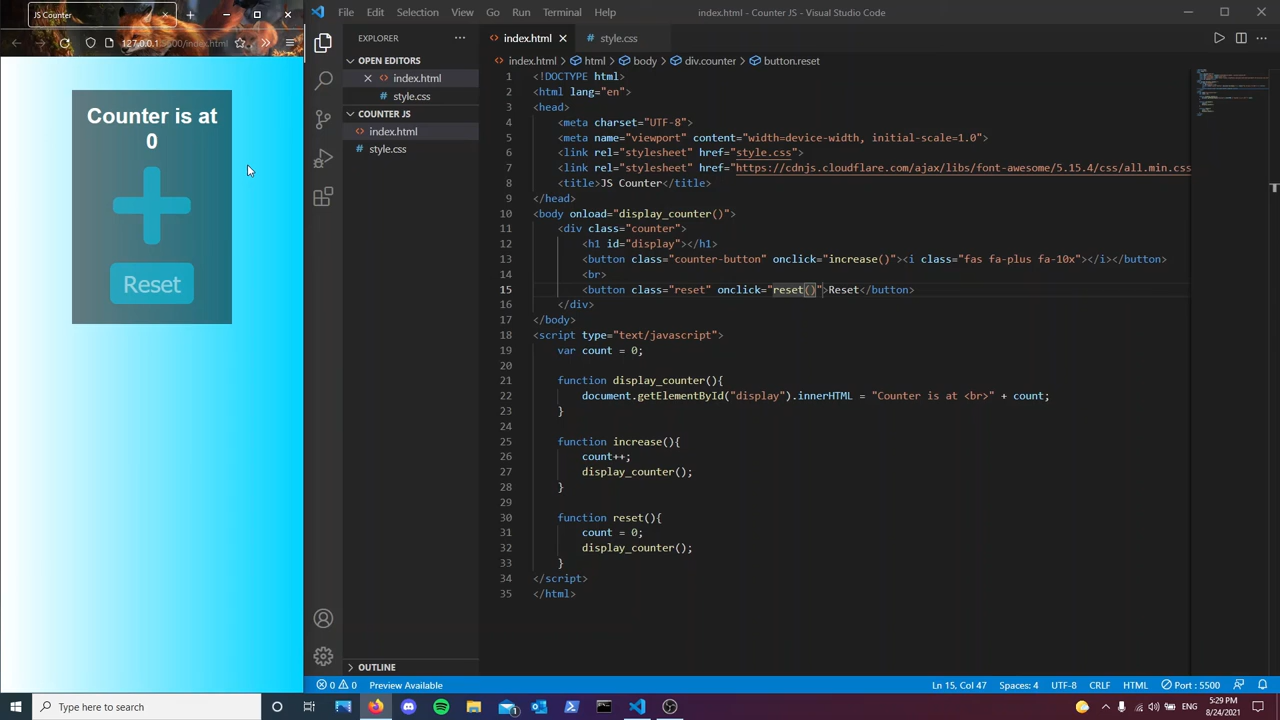 JS Counter
127.0.0.1:5500/index.html
Counter is at
0
Reset
File Edit Selection View Go Run Terminal Help
index.html - Counter JS - Visual Studio Code
EXPLORER
OPEN EDITORS
index.html
style.css
COUNTER JS
index.html
style.css
OUTLINE
index.html
style.css
index.html > html > body > div.counter > button.reset
1 <!DOCTYPE html>
2 <html lang="en">
3 <head>
4 <meta charset="UTF-8">
5 <meta name="viewport" content="width=device-width, initial-scale=1.0">
6 <link rel="stylesheet" href="style.css">
7 <link rel="stylesheet" href="https://cdnjs.cloudflare.com/ajax/libs/font-awesome/5.15.4/css/all.min.css
8 <title>JS Counter</title>
9 </head>
10 <body onload="display_counter()">
11 <div class="counter">
12 <h1 id="display"></h1>
13 <button class="counter-button" onclick="increase()"><i class="fas fa-plus fa-10x"></i></button>
14 <br>
15 <button class="reset" onclick="reset()">Reset</button>
16 </div>
17 </body>
18 <script type="text/javascript">
19 var count = 0;
20
21 function display_counter(){
22 document.getElementById("display").innerHTML = "Counter is at <br>" + count;
23 }
24
25 function increase(){
26 count++;
27 display_counter();
28 }
29
30 function reset(){
31 count = 0;
32 display_counter();
33 }
34 </script>
35 </html>
0 0 Preview Available
Ln 15, Col 47 Spaces: 4 UTF-8 CRLF HTML Port : 5500
Type here to search
ENG
5:29 PM
8/24/2021